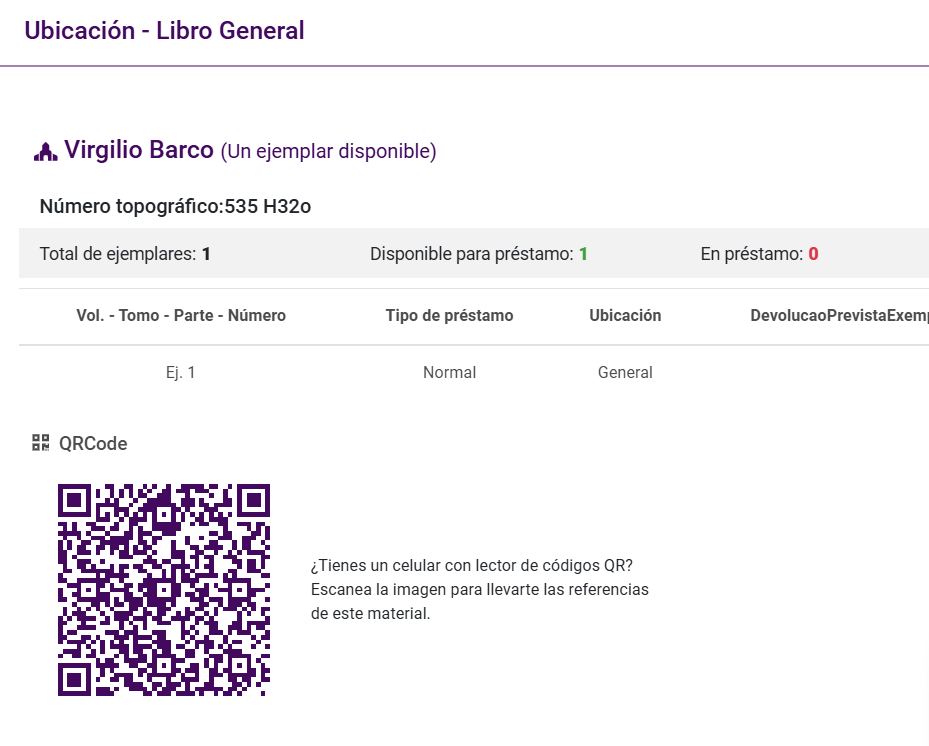 Ubicación - Libro General
Virgilio Barco (Un ejemplar disponible)
Número topográfico:535 H32o
Total de ejemplares: 1 Disponible para préstamo: 1 En préstamo: 0
Vol. - Tomo - Parte - Número Tipo de préstamo Ubicación DevolucaoPrevistaExemp
Ej. 1 Normal General
QRCode
¿Tienes un celular con lector de códigos QR?
Escanea la imagen para llevarte las referencias
de este material.